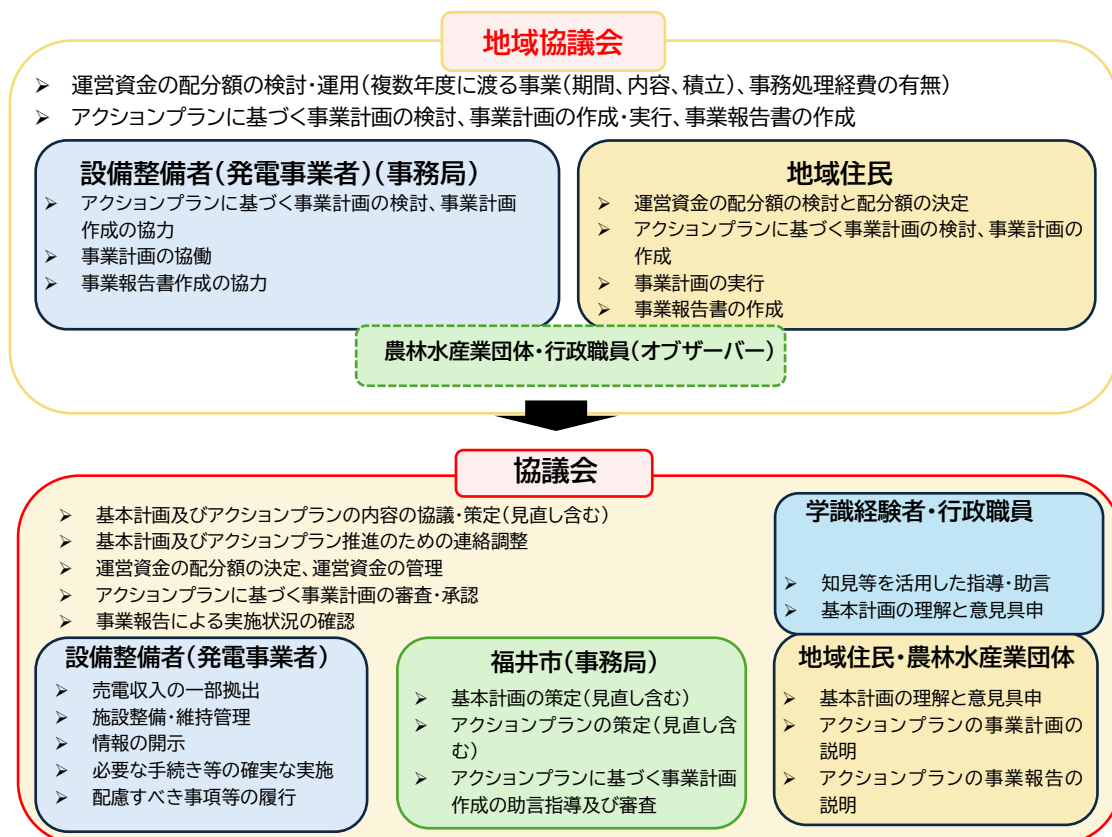 地域協議会
➢ 運営資金の配分額の検討・運用(複数年度に渡る事業(期間、内容、積立)、事務処理経費の有無)
➢ アクションプランに基づく事業計画の検討、事業計画の作成・実行、事業報告書の作成
設備整備者(発電事業者)(事務局)
➢ アクションプランに基づく事業計画の検討、事業計画
作成の協力
➢ 事業計画の協働
➢ 事業報告書作成の協力
地域住民
➢ 運営資金の配分額の検討と配分額の決定
➢ アクションプランに基づく事業計画の検討、事業計画の
作成
➢ 事業計画の実行
➢ 事業報告書の作成
農林水産業団体・行政職員(オブザーバー)
協議会
➢ 基本計画及びアクションプランの内容の協議・策定(見直し含む)
➢ 基本計画及びアクションプラン推進のための連絡調整
➢ 運営資金の配分額の決定、運営資金の管理
➢ アクションプランに基づく事業計画の審査・承認
➢ 事業報告による実施状況の確認
学識経験者・行政職員
➢ 知見等を活用した指導・助言
➢ 基本計画の理解と意見具申
設備整備者(発電事業者)
➢ 売電収入の一部拠出
➢ 施設整備・維持管理
➢ 情報の開示
➢ 必要な手続き等の確実な実施
➢ 配慮すべき事項等の履行
福井市(事務局)
➢ 基本計画の策定(見直し含む)
➢ アクションプランの策定(見直し含
む)
➢ アクションプランに基づく事業計画
作成の助言指導及び審査
地域住民・農林水産業団体
➢ 基本計画の理解と意見具申
➢ アクションプランの事業計画の
説明
➢ アクションプランの事業報告の
説明